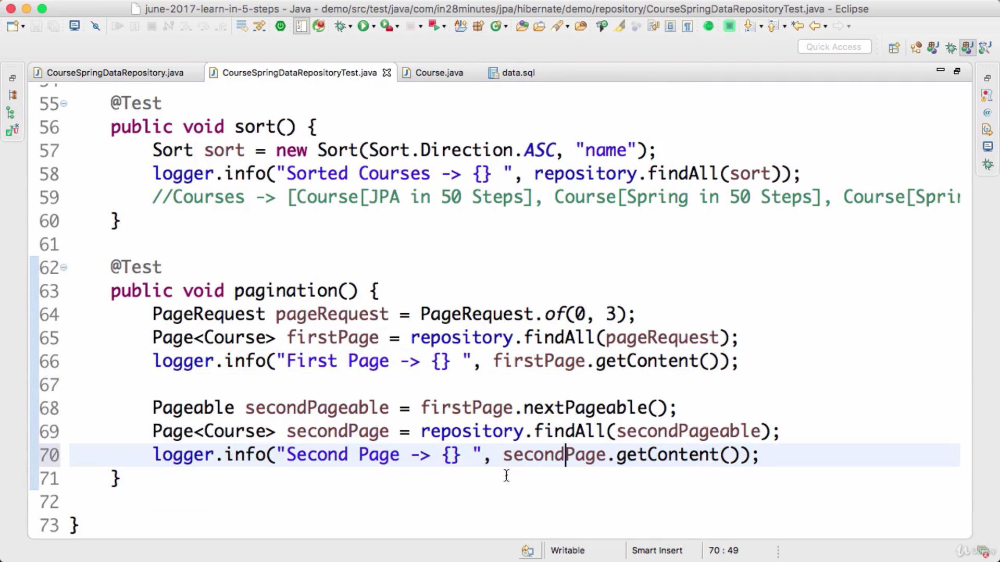 june-2017-learn-in-5-steps - Java - demo/src/test/java/com/in28minutes/jpa/hibernate/demo/repository/CourseSpringDataRepositoryTest.java - Eclipse
Quick Access
CourseSpringDataRepository.java CourseSpringDataRepositoryTest.java Course.java data.sql
55 @Test
56 public void sort() {
57 Sort sort = new Sort(Sort.Direction.ASC, "name");
58 logger.info("Sorted Courses -> {} ", repository.findAll(sort));
59 //Courses -> [Course[JPA in 50 Steps], Course[Spring in 50 Steps], Course[Sprin
60 }
61
62 @Test
63 public void pagination() {
64 PageRequest pageRequest = PageRequest.of(0, 3);
65 Page<Course> firstPage = repository.findAll(pageRequest);
66 logger.info("First Page -> {} ", firstPage.getContent());
67
68 Pageable secondPageable = firstPage.nextPageable();
69 Page<Course> secondPage = repository.findAll(secondPageable);
70 logger.info("Second Page -> {} ", secondPage.getContent());
71 }
72
73 }
Writable Smart Insert 70 : 49